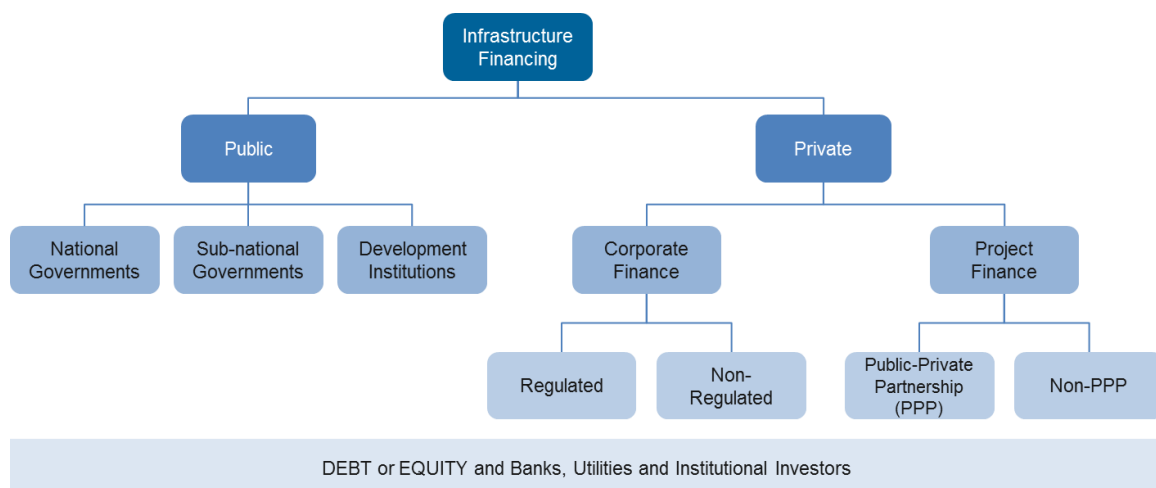 Infrastructure
Financing
Public
Private
National
Governments
Sub-national
Governments
Development
Institutions
Corporate
Finance
Project
Finance
Regulated
Non-
Regulated
Public-Private
Partnership
(PPP)
Non-PPP
DEBT or EQUITY and Banks, Utilities and Institutional Investors